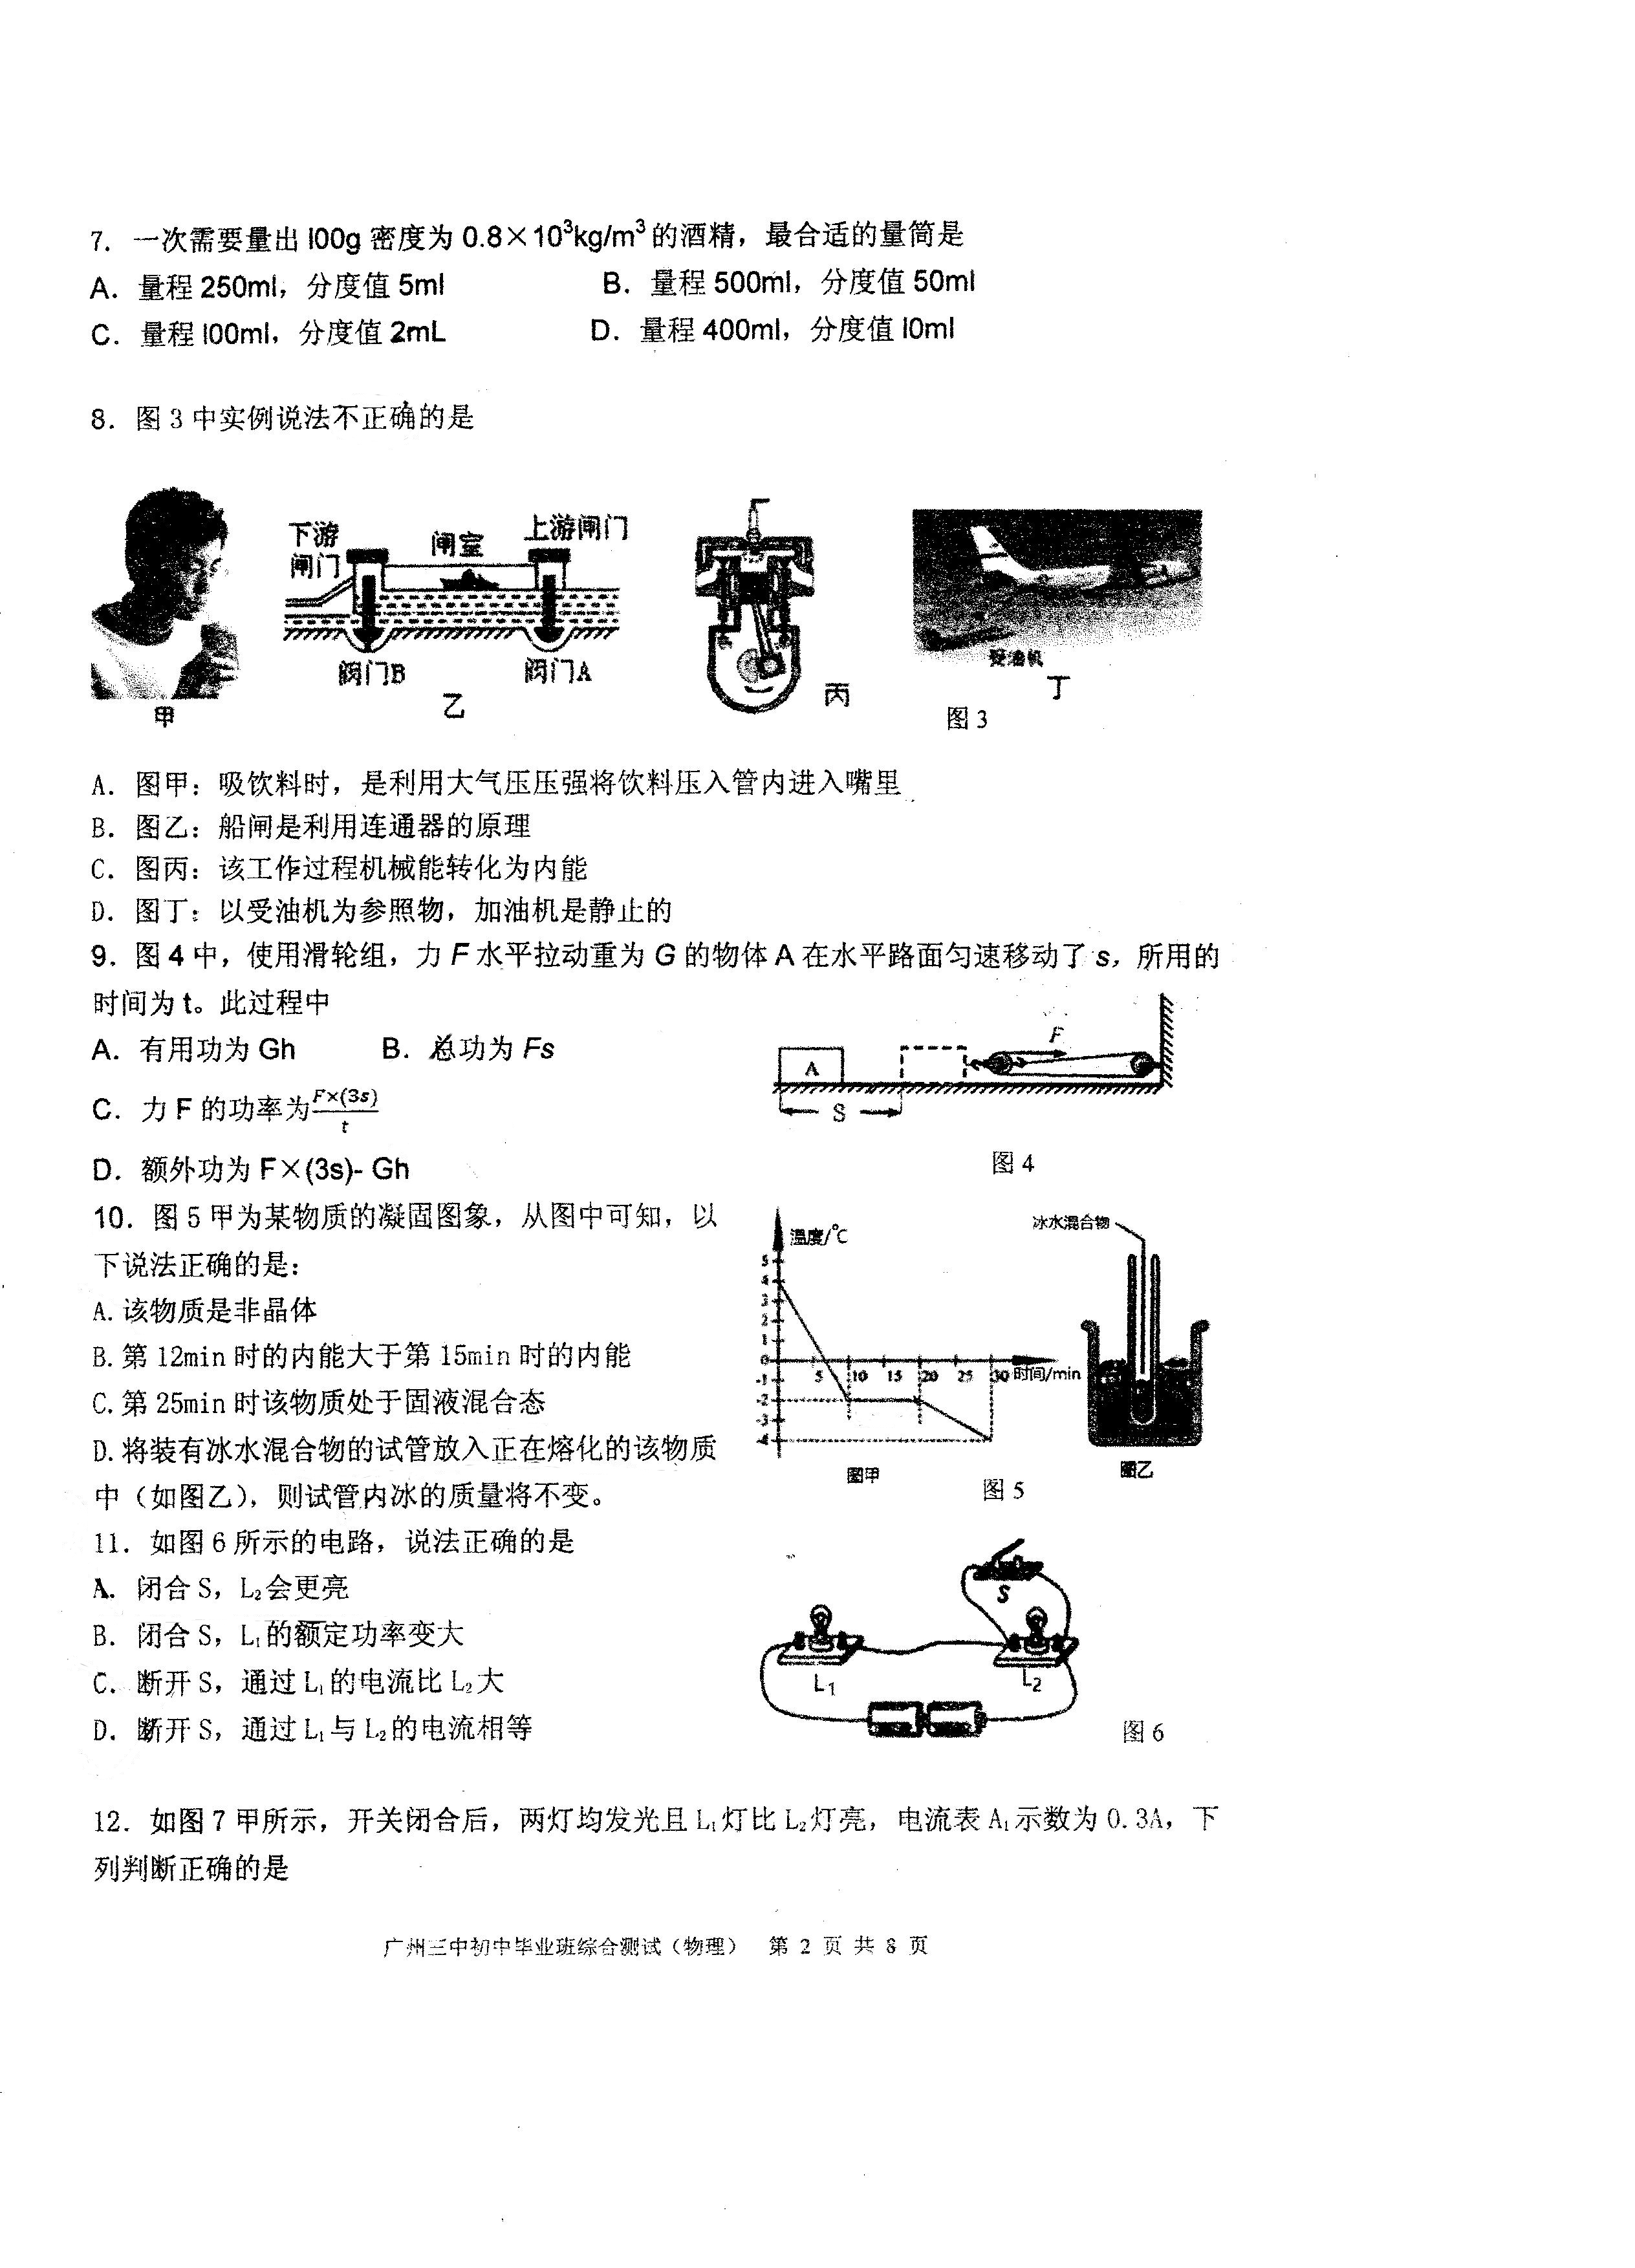 7. 一次需要量出 l00g 密度为 0.8×10³kg/m³ 的酒精，最合适的量筒是
A. 量程 250ml，分度值 5ml B. 量程 500ml，分度值 50ml
C. 量程 l00ml，分度值 2mL D. 量程 400ml，分度值 l0ml
8. 图 3 中实例说法不正确的是
下游闸门 闸室 上游闸门
阀门B 阀门A
受油机
甲 乙 丙 丁
图 3
A. 图甲：吸饮料时，是利用大气压压强将饮料压入管内进入嘴里
B. 图乙：船闸是利用连通器的原理
C. 图丙：该工作过程机械能转化为内能
D. 图丁：以受油机为参照物，加油机是静止的
9. 图 4 中，使用滑轮组，力 F 水平拉动重为 G 的物体 A 在水平路面匀速移动了 s，所用的
时间为 t。此过程中
A. 有用功为 Gh B. 总功为 Fs
C. 力 F 的功率为 F×(3s)/t
D. 额外功为 F×(3s)- Gh
A F
S
图 4
10. 图 5 甲为某物质的凝固图象，从图中可知，以
下说法正确的是：
A.该物质是非晶体
B.第 12min 时的内能大于第 15min 时的内能
C.第 25min 时该物质处于固液混合态
D.将装有冰水混合物的试管放入正在熔化的该物质
中（如图乙），则试管内冰的质量将不变。
温度/℃
5
4
3
2
1
0 5 10 15 20 25 30 时间/min
-1
-2
-3
-4
冰水混合物
图甲 图乙
图 5
11. 如图 6 所示的电路，说法正确的是
A. 闭合 S，L₂会更亮
B. 闭合 S，L₁的额定功率变大
C. 断开 S，通过 L₁的电流比 L₂大
D. 断开 S，通过 L₁与 L₂的电流相等
S
L₁ L₂
图 6
12. 如图 7 甲所示，开关闭合后，两灯均发光且 L₁灯比 L₂灯亮，电流表 A₁示数为 0.3A，下
列判断正确的是
广州三中初中毕业班综合测试（物理） 第 2 页 共 8 页